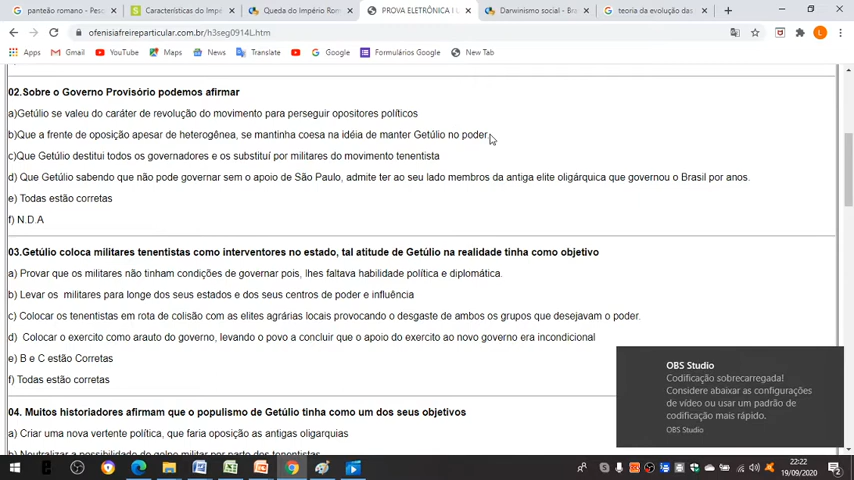 panteão romano - Pesq
Características do Impé
Queda do Império Rom
PROVA ELETRÔNICA I U
Darwinismo social - Bra
teoria da evolução das
ofenisiafreireparticular.com.br/h3seg0914L.htm
Apps Gmail YouTube Maps News Translate Google Formulários Google New Tab
02.Sobre o Governo Provisório podemos afirmar
a)Getúlio se valeu do caráter de revolução do movimento para perseguir opositores políticos
b)Que a frente de oposição apesar de heterogênea, se mantinha coesa na idéia de manter Getúlio no poder.
c)Que Getúlio destitui todos os governadores e os substituí por militares do movimento tenentista
d) Que Getúlio sabendo que não pode governar sem o apoio de São Paulo, admite ter ao seu lado membros da antiga elite oligárquica que governou o Brasil por anos.
e) Todas estão corretas
f) N.D.A
03.Getúlio coloca militares tenentistas como interventores no estado, tal atitude de Getúlio na realidade tinha como objetivo
a) Provar que os militares não tinham condições de governar pois, lhes faltava habilidade política e diplomática.
b) Levar os militares para longe dos seus estados e dos seus centros de poder e influência
c) Colocar os tenentistas em rota de colisão com as elites agrárias locais provocando o desgaste de ambos os grupos que desejavam o poder.
d) Colocar o exercito como arauto do governo, levando o povo a concluir que o apoio do exercito ao novo governo era incondicional
e) B e C estão Corretas
f) Todas estão corretas
04. Muitos historiadores afirmam que o populismo de Getúlio tinha como um dos seus objetivos
a) Criar uma nova vertente política, que faria oposição as antigas oligarquias
b) Neutralizar a possibilidade de golpe militar por parte dos tenentistas
OBS Studio
Codificação sobrecarregada!
Considere abaixar as configurações
de vídeo ou usar um padrão de
codificação mais rápido.
OBS Studio
22:22
19/09/2020